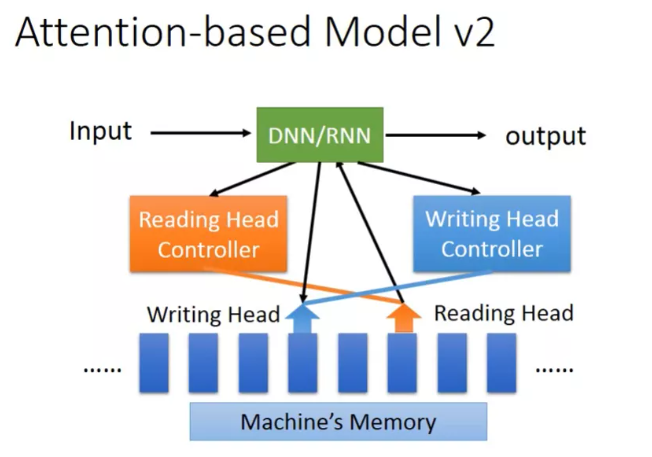 Attention-based Model v2
Input
DNN/RNN
output
Reading Head
Controller
Writing Head
Controller
Writing Head
Reading Head
......
......
Machine's Memory